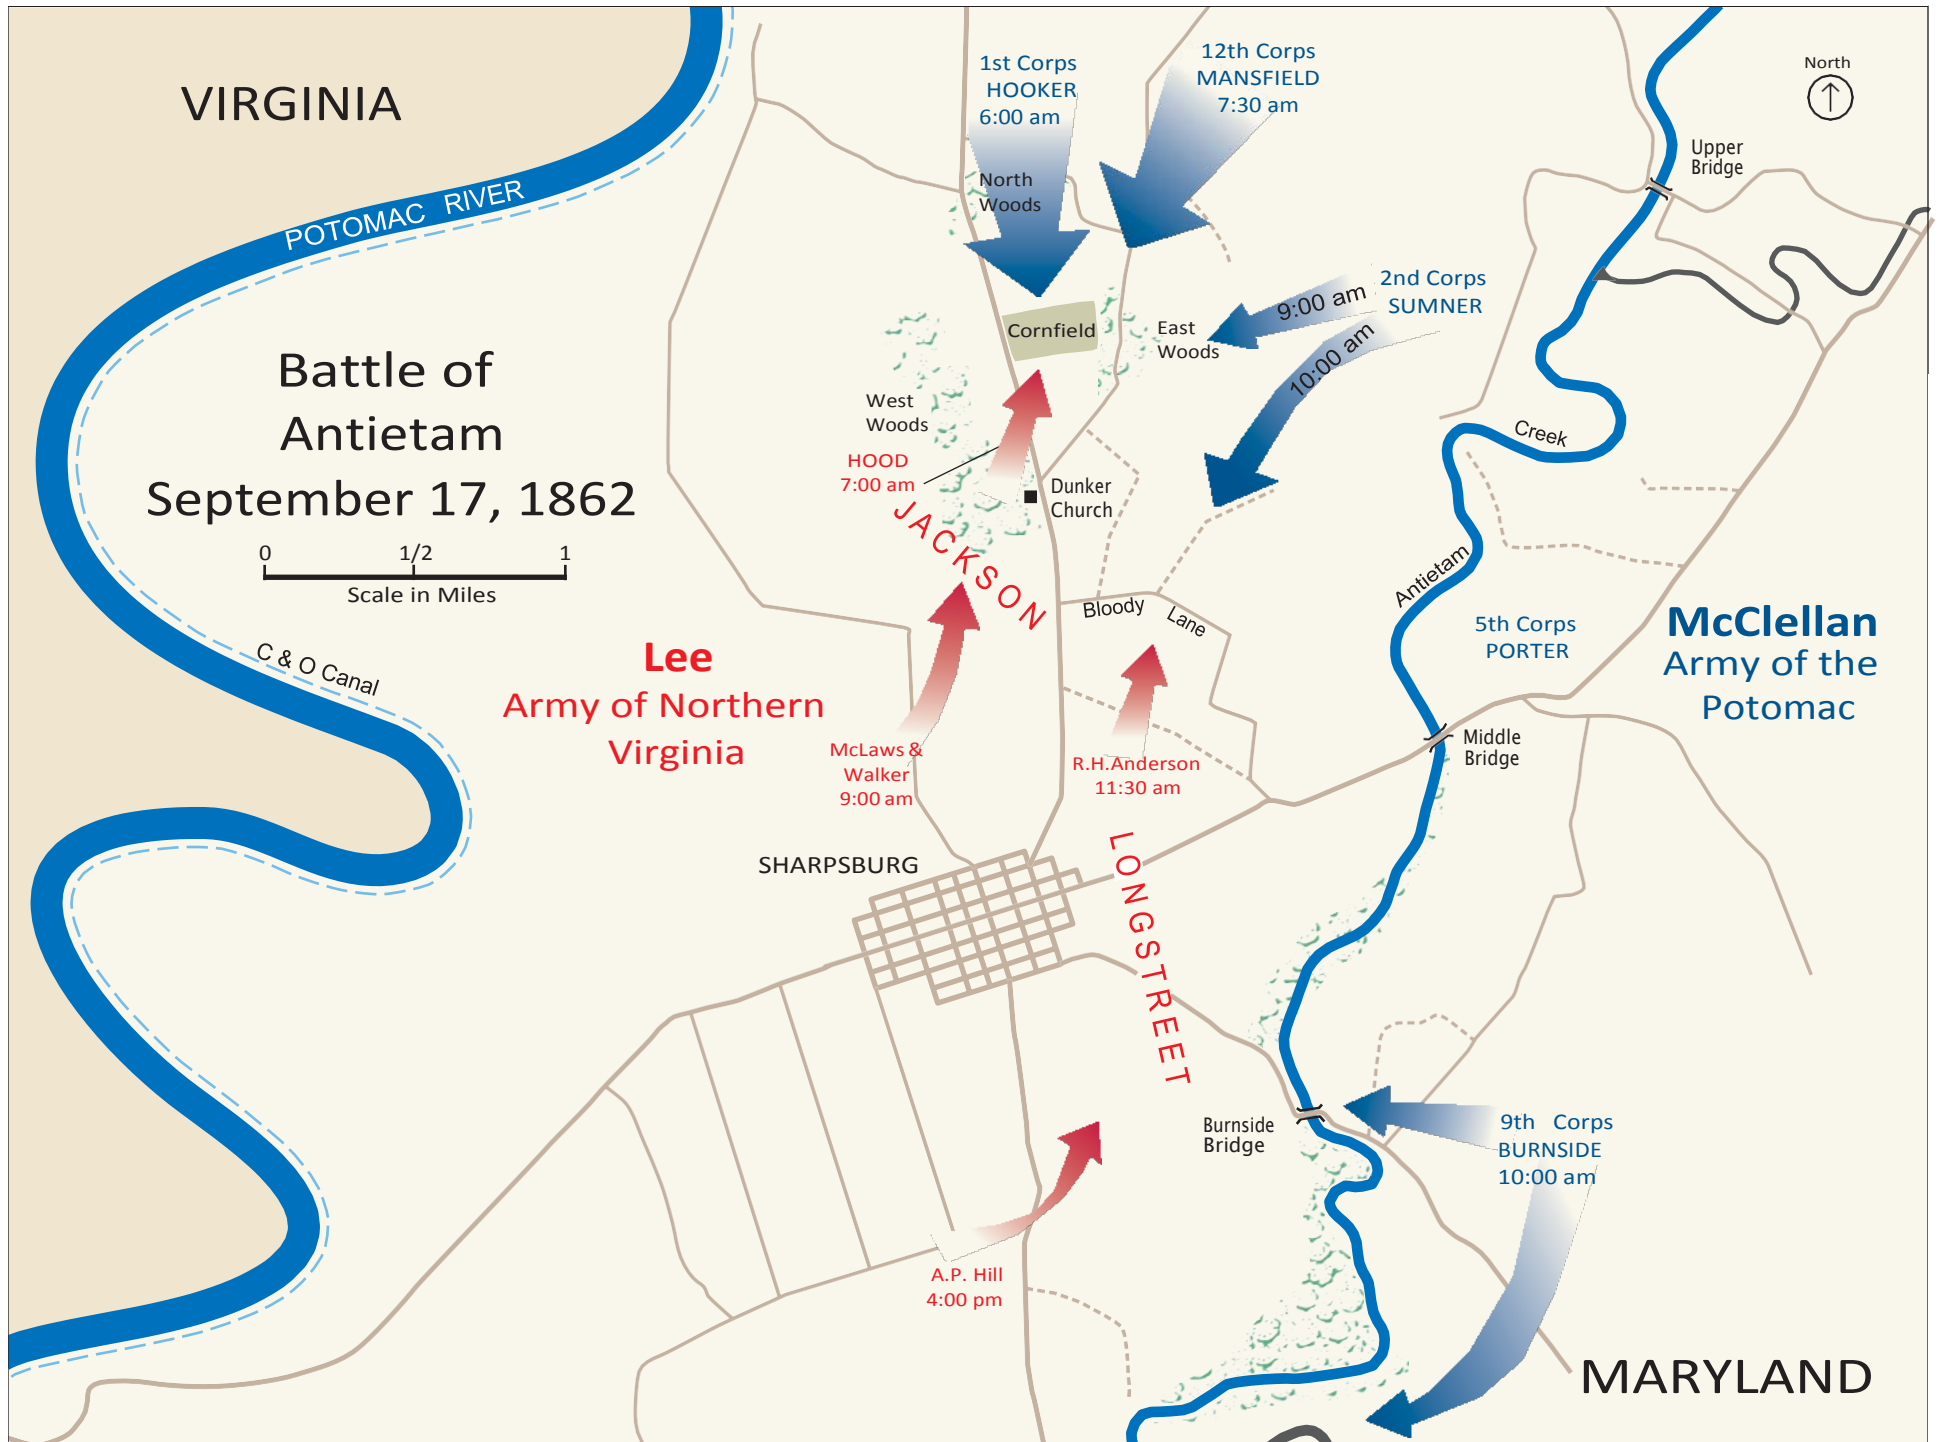 VIRGINIA
POTOMAC RIVER
Battle of
Antietam
September 17, 1862
0 1/2 1
Scale in Miles
C & O Canal
1st Corps
HOOKER
6:00 am
12th Corps
MANSFIELD
7:30 am
North
Upper
Bridge
North
Woods
2nd Corps
SUMNER
9:00 am
10:00 am
Cornfield
East
Woods
West
Woods
HOOD
7:00 am
Dunker
Church
JACKSON
Creek
Antietam
Bloody
Lane
5th Corps
PORTER
McClellan
Army of the
Potomac
Lee
Army of Northern
Virginia
McLaws &
Walker
9:00 am
R.H.Anderson
11:30 am
Middle
Bridge
SHARPSBURG
LONGSTREET
Burnside
Bridge
9th Corps
BURNSIDE
10:00 am
A.P. Hill
4:00 pm
MARYLAND